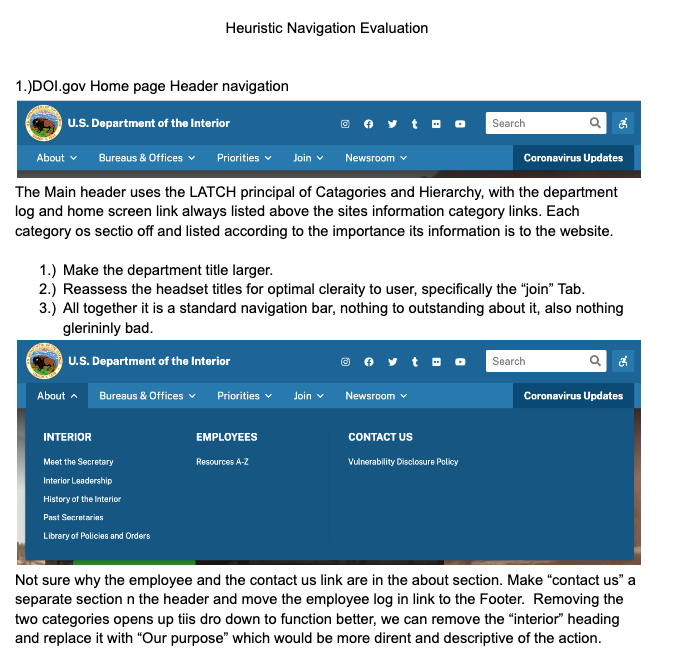 Heuristic Navigation Evaluation
1.)DOI.gov Home page Header navigation
U.S. Department of the Interior
Search
About
Bureaus & Offices
Priorities
Join
Newsroom
Coronavirus Updates
The Main header uses the LATCH principal of Catagories and Hierarchy, with the department
log and home screen link always listed above the sites information category links. Each
category os sectio off and listed according to the importance its information is to the website.
1.) Make the department title larger.
2.) Reassess the headset titles for optimal cleraity to user, specifically the “join” Tab.
3.) All together it is a standard navigation bar, nothing to outstanding about it, also nothing
glerininly bad.
U.S. Department of the Interior
Search
About
Bureaus & Offices
Priorities
Join
Newsroom
Coronavirus Updates
INTERIOR
Meet the Secretary
Interior Leadership
History of the Interior
Past Secretaries
Library of Policies and Orders
EMPLOYEES
Resources A-Z
CONTACT US
Vulnerability Disclosure Policy
Not sure why the employee and the contact us link are in the about section. Make “contact us” a
separate section n the header and move the employee log in link to the Footer.  Removing the
two categories opens up tiis dro down to function better, we can remove the “interior” heading
and replace it with “Our purpose” which would be more dirent and descriptive of the action.